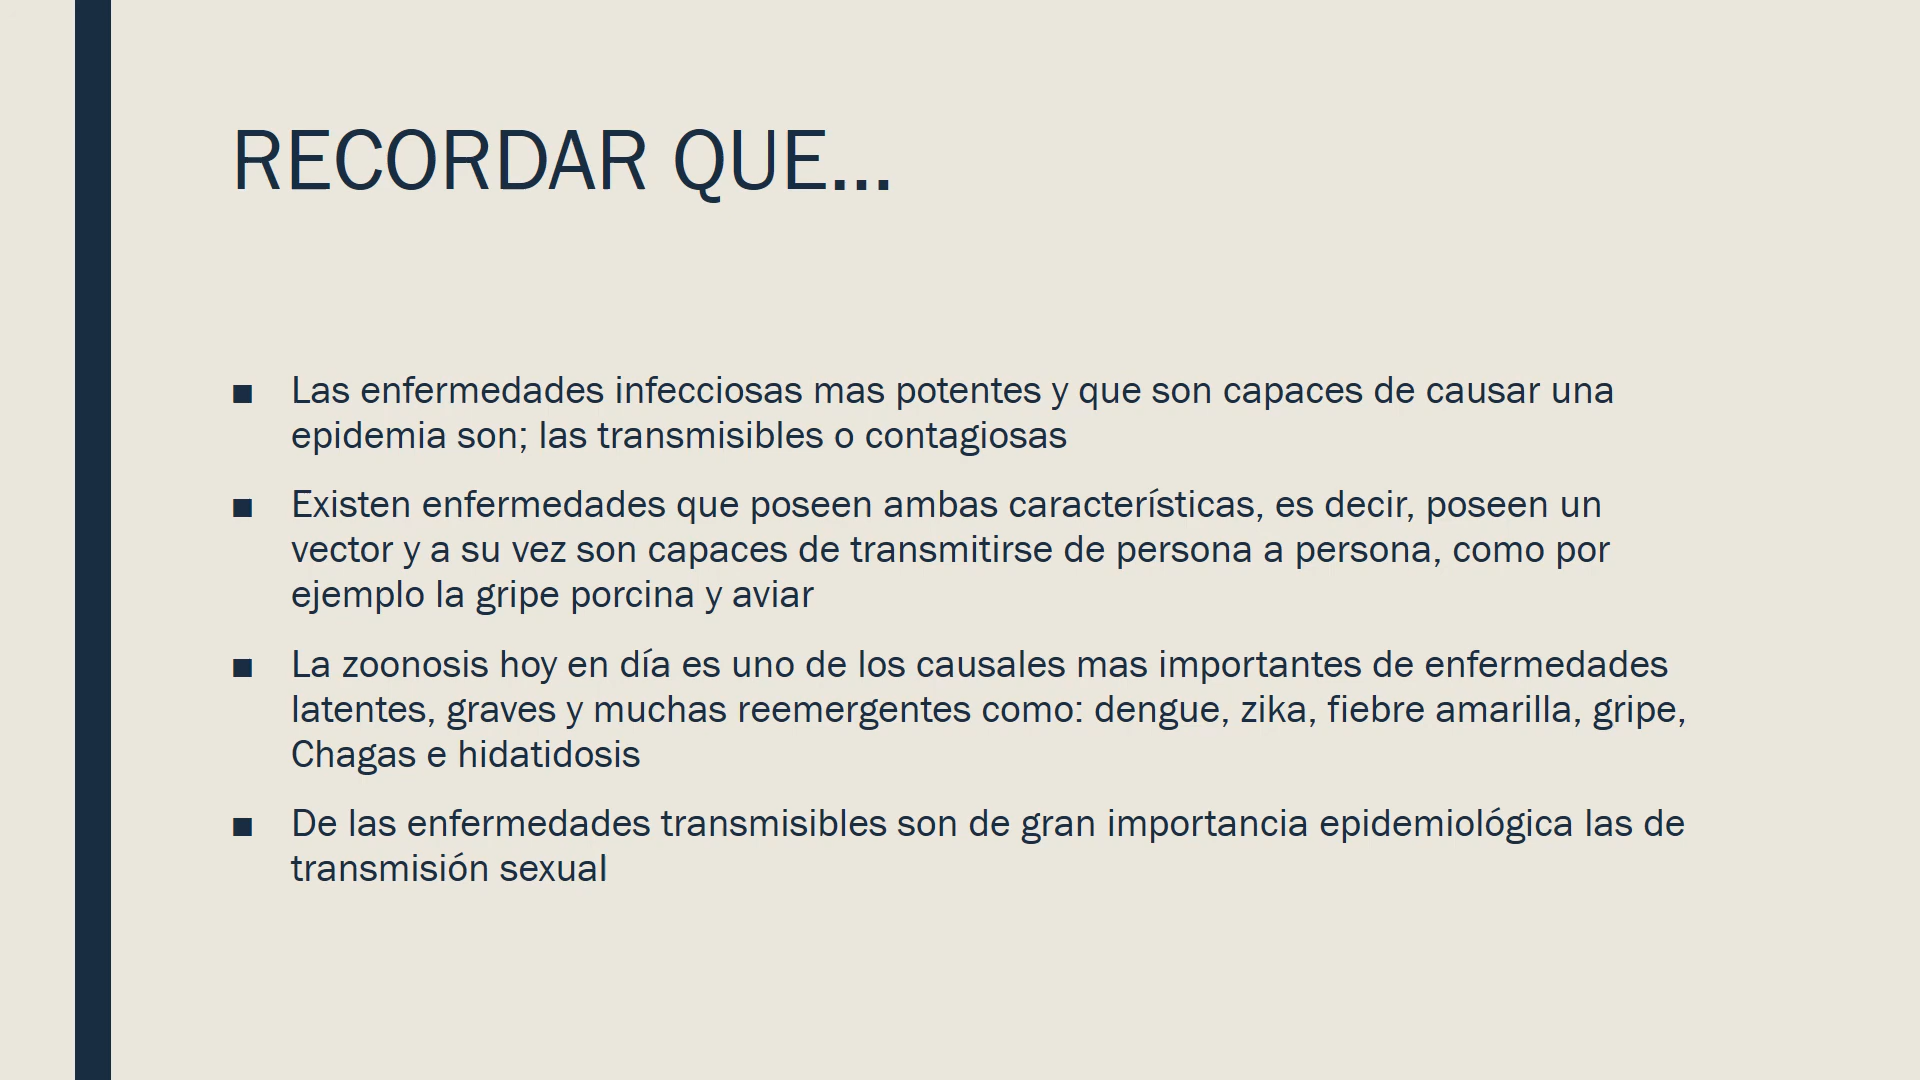 RECORDAR QUE...
■ Las enfermedades infecciosas mas potentes y que son capaces de causar una
epidemia son; las transmisibles o contagiosas
■ Existen enfermedades que poseen ambas características, es decir, poseen un
vector y a su vez son capaces de transmitirse de persona a persona, como por
ejemplo la gripe porcina y aviar
■ La zoonosis hoy en día es uno de los causales mas importantes de enfermedades
latentes, graves y muchas reemergentes como: dengue, zika, fiebre amarilla, gripe,
Chagas e hidatidosis
■ De las enfermedades transmisibles son de gran importancia epidemiológica las de
transmisión sexual